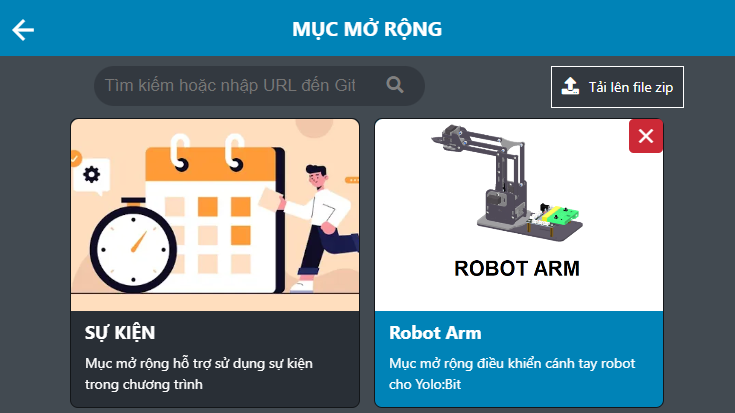 MỤC MỞ RỘNG
Tìm kiếm hoặc nhập URL đến Git
Tải lên file zip
ROBOT ARM
SỰ KIỆN
Mục mở rộng hỗ trợ sử dụng sự kiện
trong chương trình
Robot Arm
Mục mở rộng điều khiển cánh tay robot
cho Yolo:Bit